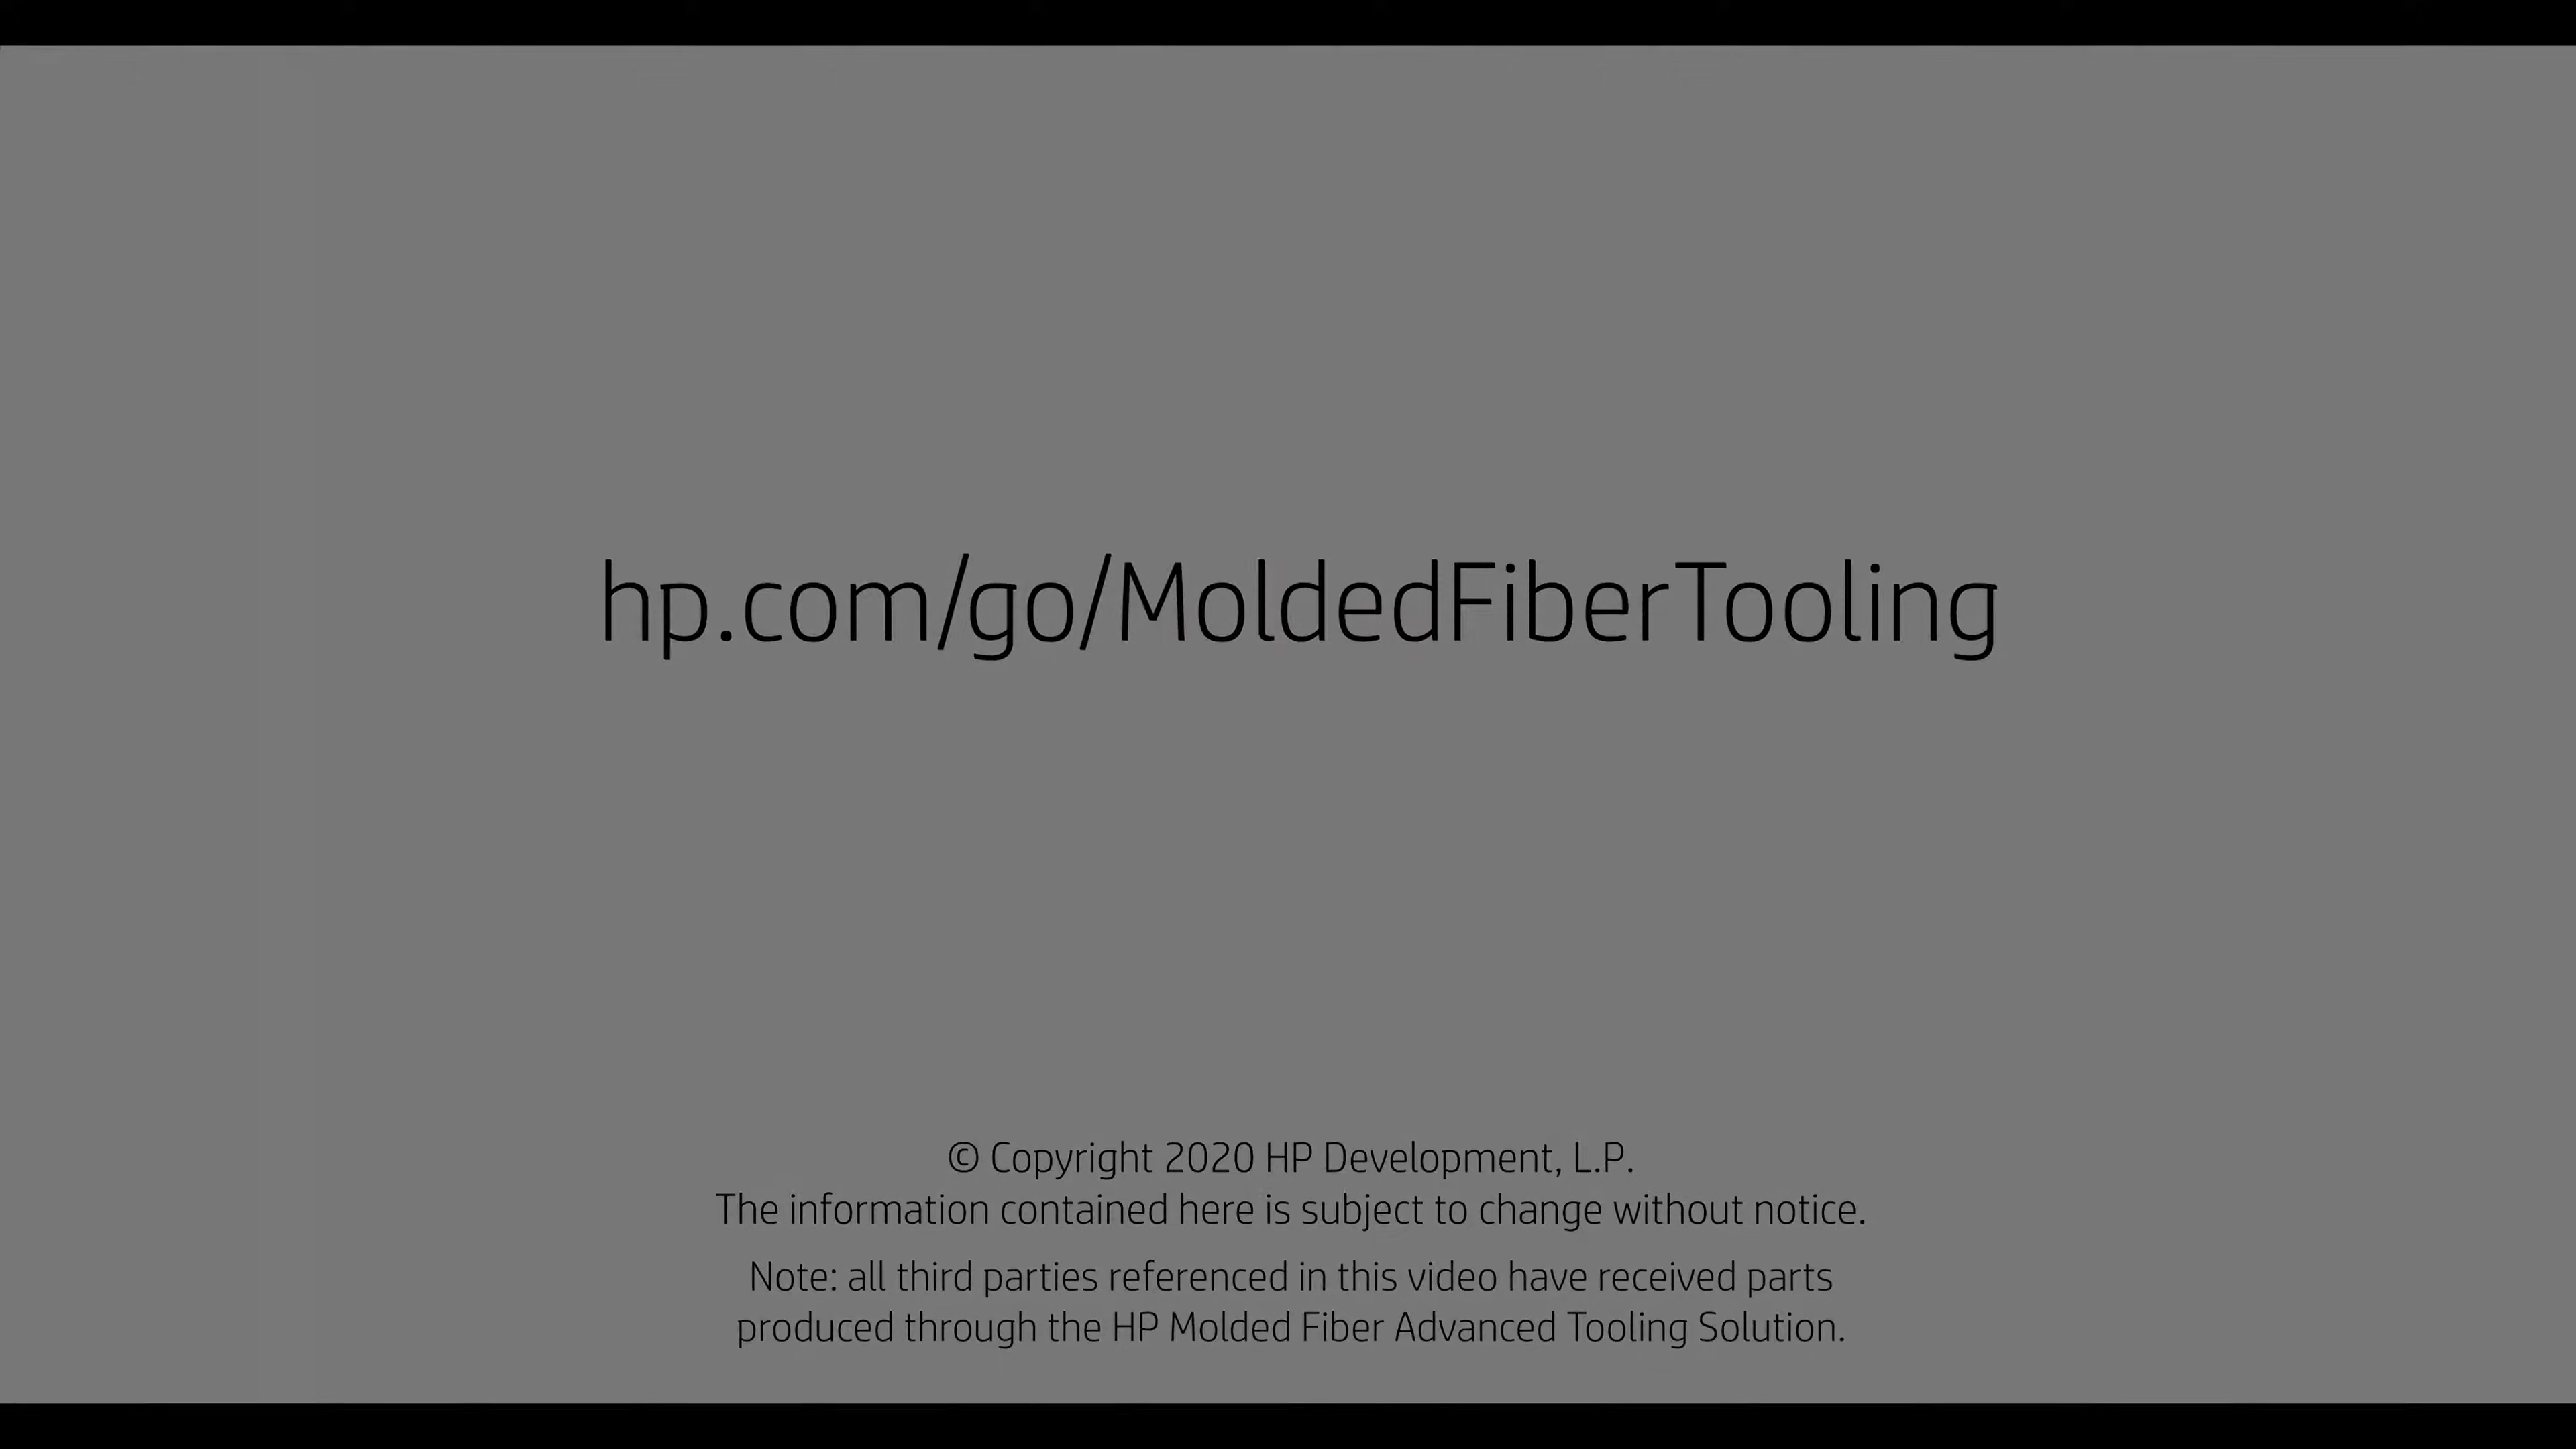 hp.com/go/MoldedFiberTooling
© Copyright 2020 HP Development, L.P.
The information contained here is subject to change without notice.
Note: all third parties referenced in this video have received parts
produced through the HP Molded Fiber Advanced Tooling Solution.